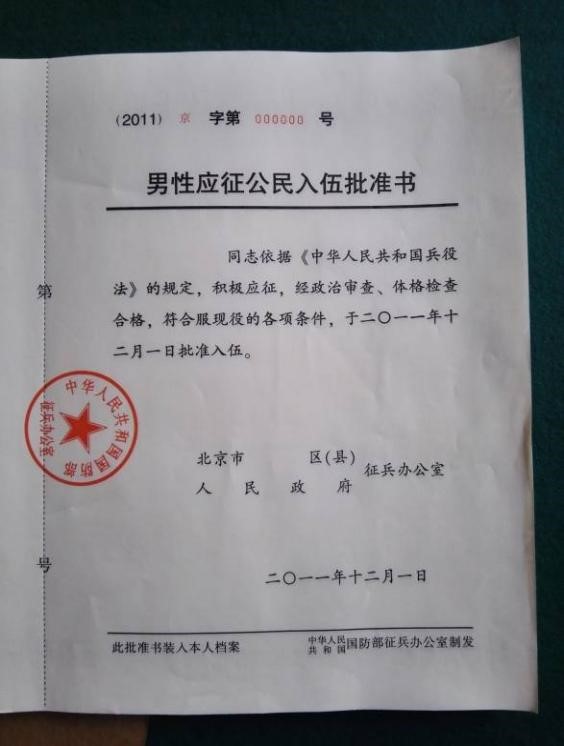 (2011) 京 字第 000000 号
男性应征公民入伍批准书
同志依据《中华人民共和国兵役
法》的规定，积极应征，经政治审查、体格检查
合格，符合服现役的各项条件，于二〇一一年十
二月一日批准入伍。
第
中华人民共和国国防部
征兵办公室
北京市 区(县) 征兵办公室
人民政府
号
二〇一一年十二月一日
此批准书装入本人档案 中华人民共和国国防部征兵办公室制发